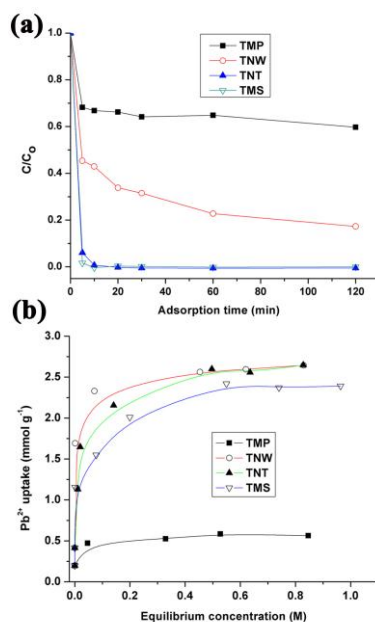 (a)
TMP
TNW
TNT
TMS
1.0
0.8
0.6
0.4
0.2
0.0
C/C₀
0 20 40 60 80 100 120
Adsorption time (min)
(b)
3.0
2.5
2.0
1.5
1.0
0.5
0.0
Pb²⁺ uptake (mmol g⁻¹)
TMP
TNW
TNT
TMS
0.0 0.2 0.4 0.6 0.8 1.0
Equilibrium concentration (M)